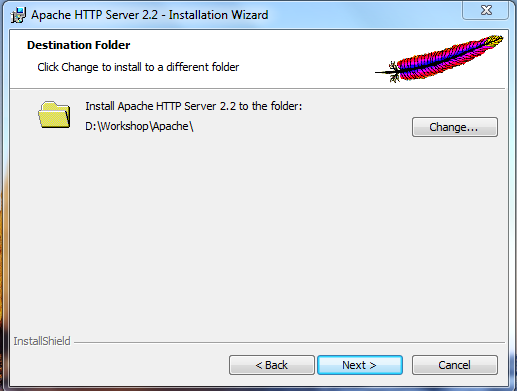 Apache HTTP Server 2.2 - Installation Wizard
Destination Folder
Click Change to install to a different folder
Install Apache HTTP Server 2.2 to the folder:
D:\Workshop\Apache\
Change...
InstallShield
< Back
Next >
Cancel